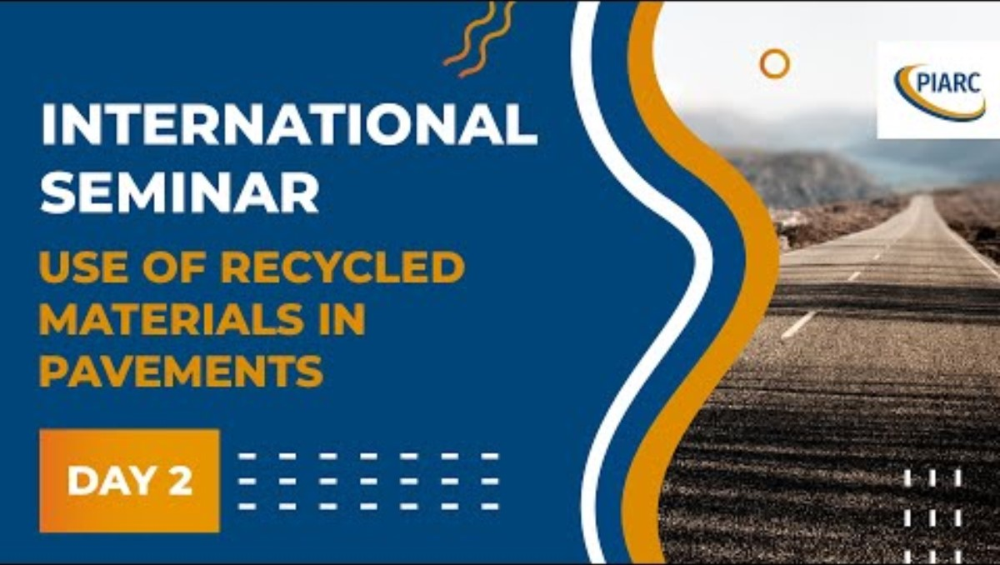 INTERNATIONAL
SEMINAR
USE OF RECYCLED
MATERIALS IN
PAVEMENTS
DAY 2
PIARC